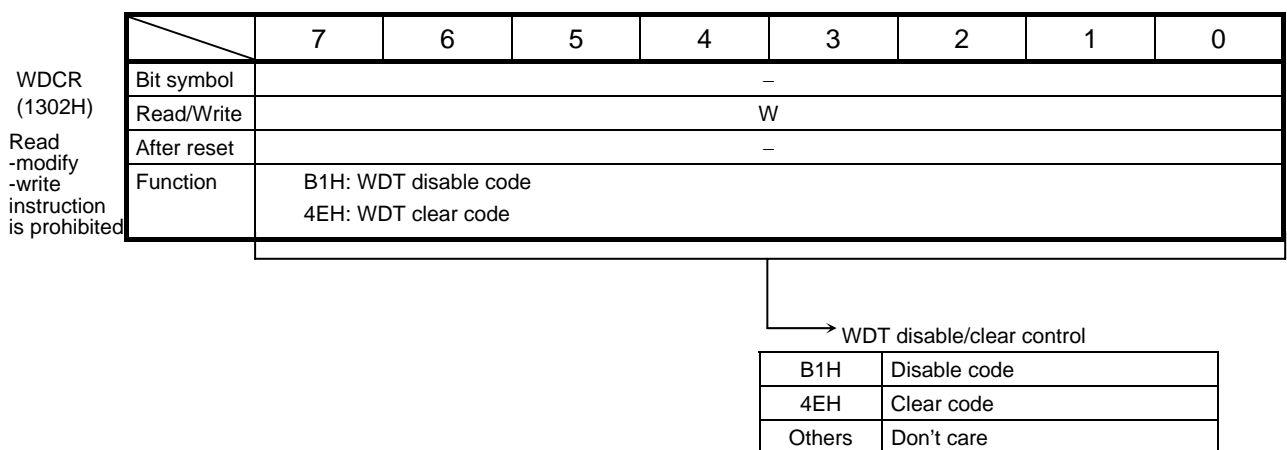 7 6 5 4 3 2 1 0
WDCR
(1302H)
Read
-modify
-write
instruction
is prohibited
Bit symbol –
Read/Write W
After reset –
Function B1H: WDT disable code
4EH: WDT clear code
WDT disable/clear control
B1H Disable code
4EH Clear code
Others Don't care